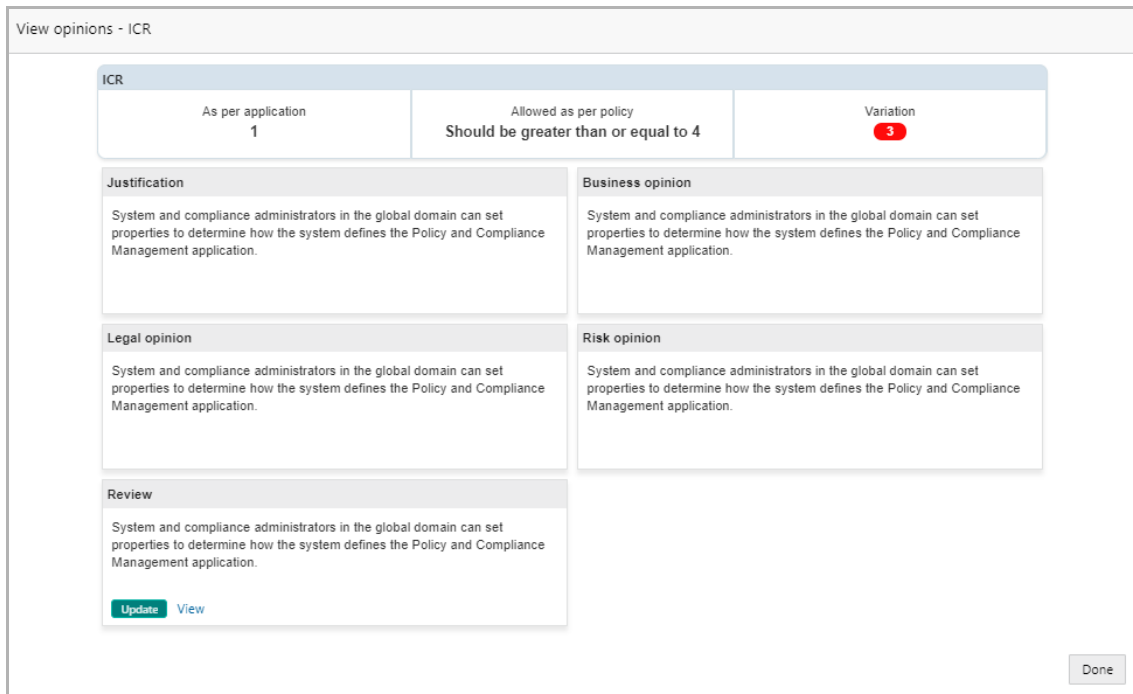 View opinions - ICR
ICR
As per application
1
Allowed as per policy
Should be greater than or equal to 4
Variation
3
Justification
System and compliance administrators in the global domain can set
properties to determine how the system defines the Policy and Compliance
Management application.
Business opinion
System and compliance administrators in the global domain can set
properties to determine how the system defines the Policy and Compliance
Management application.
Legal opinion
System and compliance administrators in the global domain can set
properties to determine how the system defines the Policy and Compliance
Management application.
Risk opinion
System and compliance administrators in the global domain can set
properties to determine how the system defines the Policy and Compliance
Management application.
Review
System and compliance administrators in the global domain can set
properties to determine how the system defines the Policy and Compliance
Management application.
Update View
Done